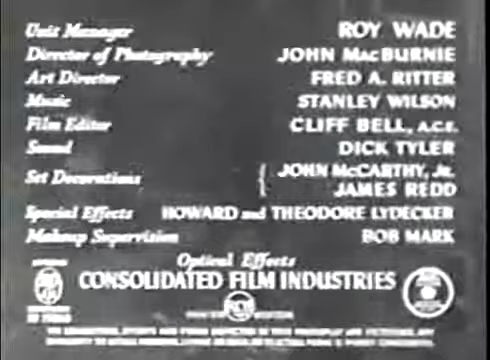 Unit Manager ROY WADE
Director of Photography JOHN MacBURNIE
Art Director FRED A. RITTER
Music STANLEY WILSON
Film Editor CLIFF BELL, A.C.E.
Sound DICK TYLER
Set Decorations JOHN McCARTHY, JR.
JAMES REDD
Special Effects HOWARD and THEODORE LYDECKER
Makeup Supervision BOB MARK
Optical Effects
CONSOLIDATED FILM INDUSTRIES
RCA